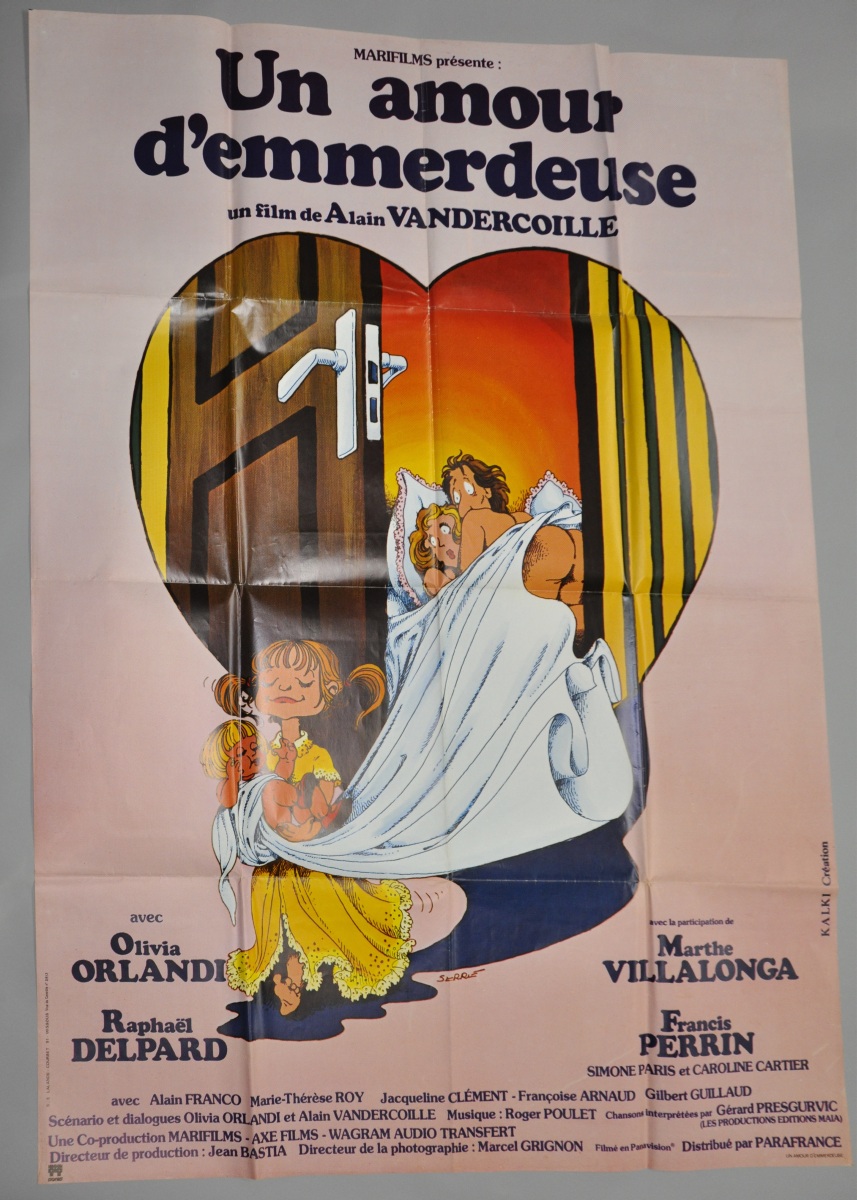 MARIFILMS présente :
Un amour
d'emmerdeuse
un film de Alain VANDERCOILLE
SERRE
KALKI Création
avec
Olivia
ORLANDI
Raphaël
DELPARD
avec la participation de
Marthe
VILLALONGA
Francis
PERRIN
SIMONE PARIS et CAROLINE CARTIER
avec Alain FRANCO Marie-Thérèse ROY Jacqueline CLÉMENT - Françoise ARNAUD Gilbert GUILLAUD
Scénario et dialogues Olivia ORLANDI et Alain VANDERCOILLE Musique : Roger POULET Chansons interprétées par Gérard PRESGURVIC
(LES PRODUCTIONS EDITIONS MAIA)
Une Co-production MARIFILMS - AXE FILMS - WAGRAM AUDIO TRANSFERT
Directeur de production : Jean BASTIA Directeur de la photographie : Marcel GRIGNON Filmé en Panavision® Distribué par PARAFRANCE
UN AMOUR D'EMMERDEUSE